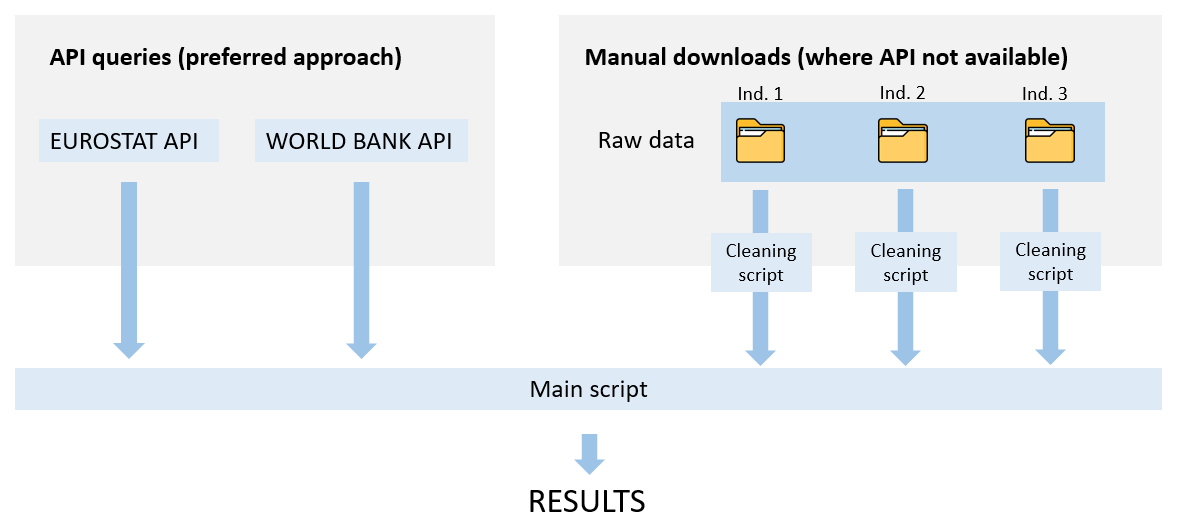 API queries (preferred approach)
EUROSTAT API
WORLD BANK API
Manual downloads (where API not available)
Ind. 1
Ind. 2
Ind. 3
Raw data
Cleaning
script
Cleaning
script
Cleaning
script
Main script
RESULTS